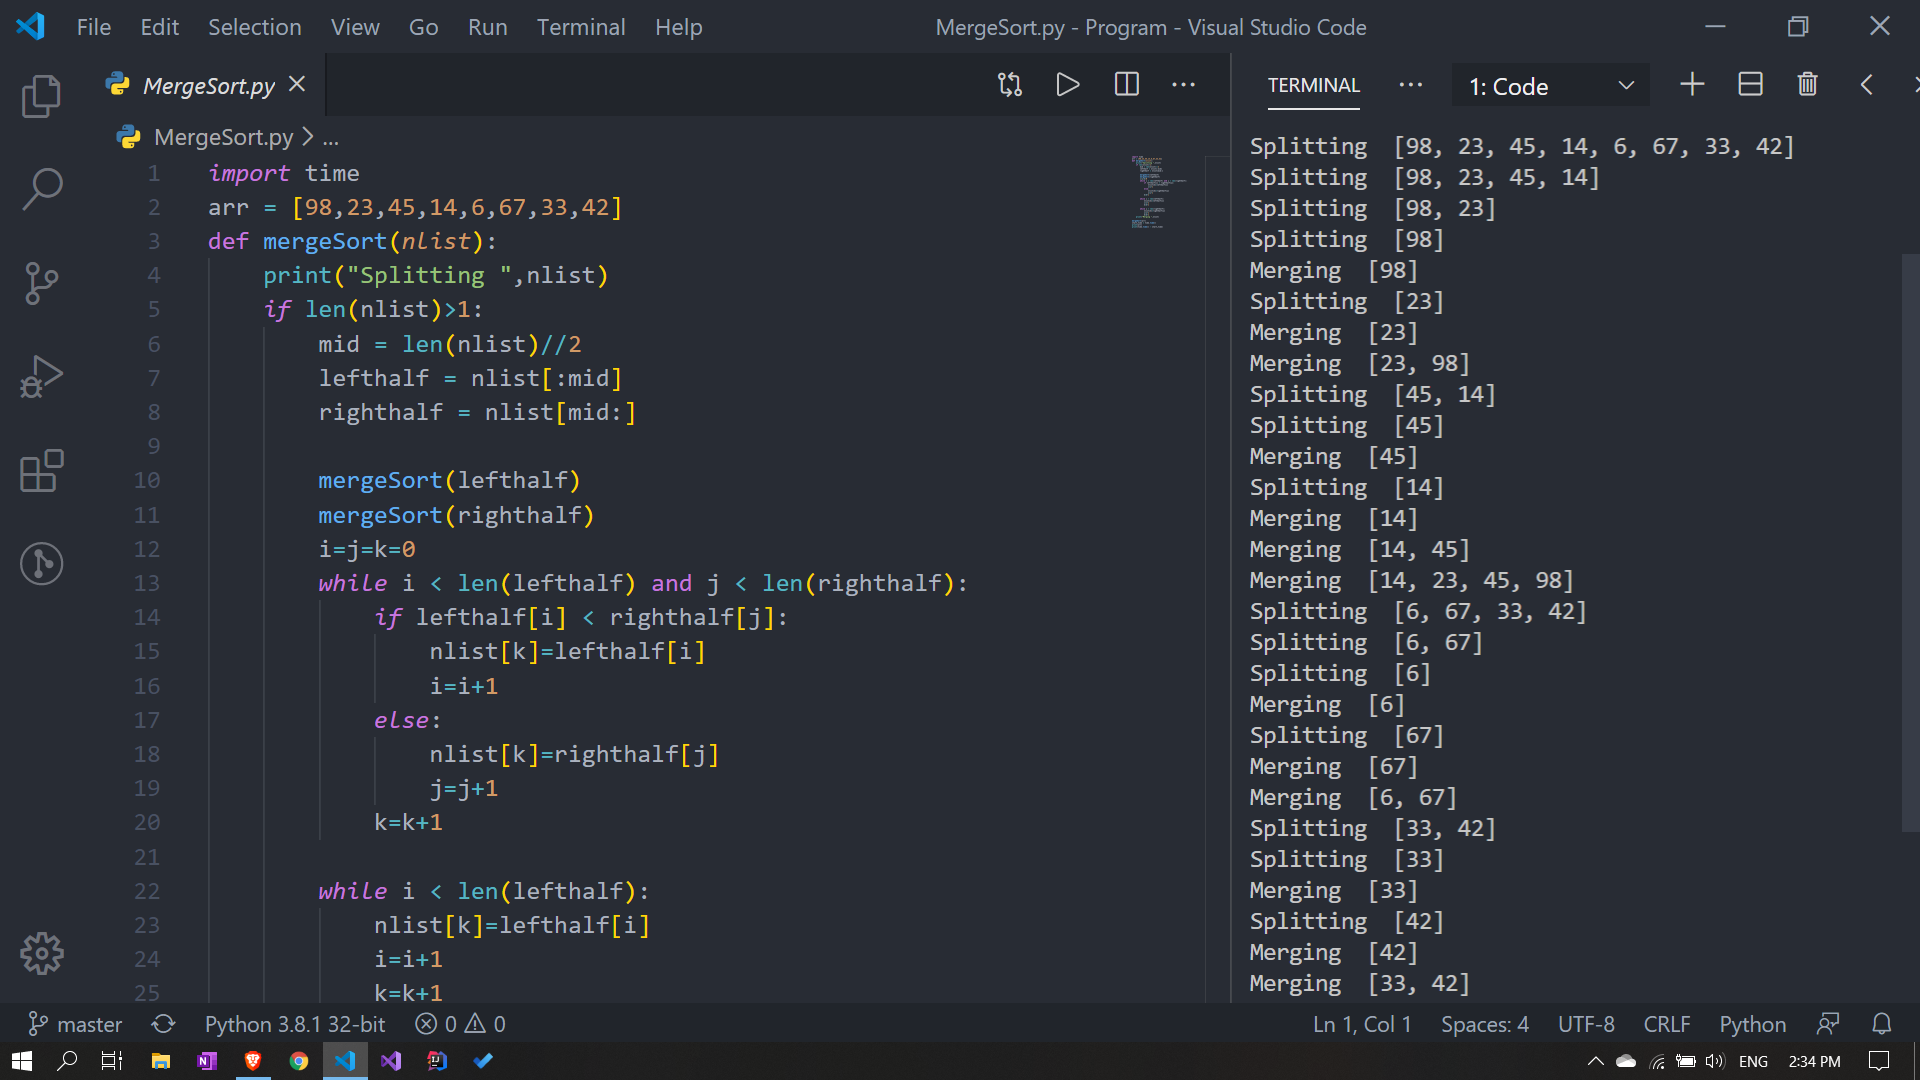 File Edit Selection View Go Run Terminal Help MergeSort.py - Program - Visual Studio Code
MergeSort.py
MergeSort.py > ...
1 import time
2 arr = [98,23,45,14,6,67,33,42]
3 def mergeSort(nlist):
4     print("Splitting ",nlist)
5     if len(nlist)>1:
6         mid = len(nlist)//2
7         lefthalf = nlist[:mid]
8         righthalf = nlist[mid:]
9
10         mergeSort(lefthalf)
11         mergeSort(righthalf)
12         i=j=k=0
13         while i < len(lefthalf) and j < len(righthalf):
14             if lefthalf[i] < righthalf[j]:
15                 nlist[k]=lefthalf[i]
16                 i=i+1
17             else:
18                 nlist[k]=righthalf[j]
19                 j=j+1
20             k=k+1
21
22         while i < len(lefthalf):
23             nlist[k]=lefthalf[i]
24             i=i+1
25             k=k+1
TERMINAL ... 1: Code
Splitting  [98, 23, 45, 14, 6, 67, 33, 42]
Splitting  [98, 23, 45, 14]
Splitting  [98, 23]
Splitting  [98]
Merging  [98]
Splitting  [23]
Merging  [23]
Merging  [23, 98]
Splitting  [45, 14]
Splitting  [45]
Merging  [45]
Splitting  [14]
Merging  [14]
Merging  [14, 45]
Merging  [14, 23, 45, 98]
Splitting  [6, 67, 33, 42]
Splitting  [6, 67]
Splitting  [6]
Merging  [6]
Splitting  [67]
Merging  [67]
Merging  [6, 67]
Splitting  [33, 42]
Splitting  [33]
Merging  [33]
Splitting  [42]
Merging  [42]
Merging  [33, 42]
master Python 3.8.1 32-bit 0 0 Ln 1, Col 1 Spaces: 4 UTF-8 CRLF Python
ENG 2:34 PM